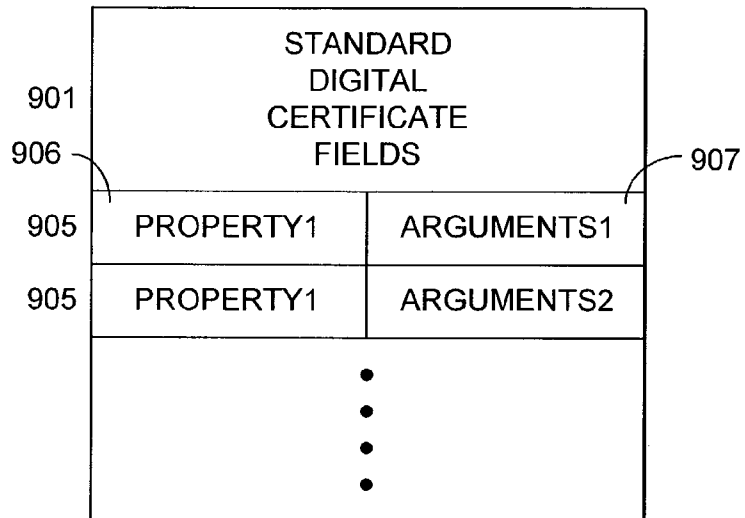 STANDARD
DIGITAL
901
CERTIFICATE
906
FIELDS
907
905 PROPERTY1 ARGUMENTS1
905 PROPERTY1 ARGUMENTS2